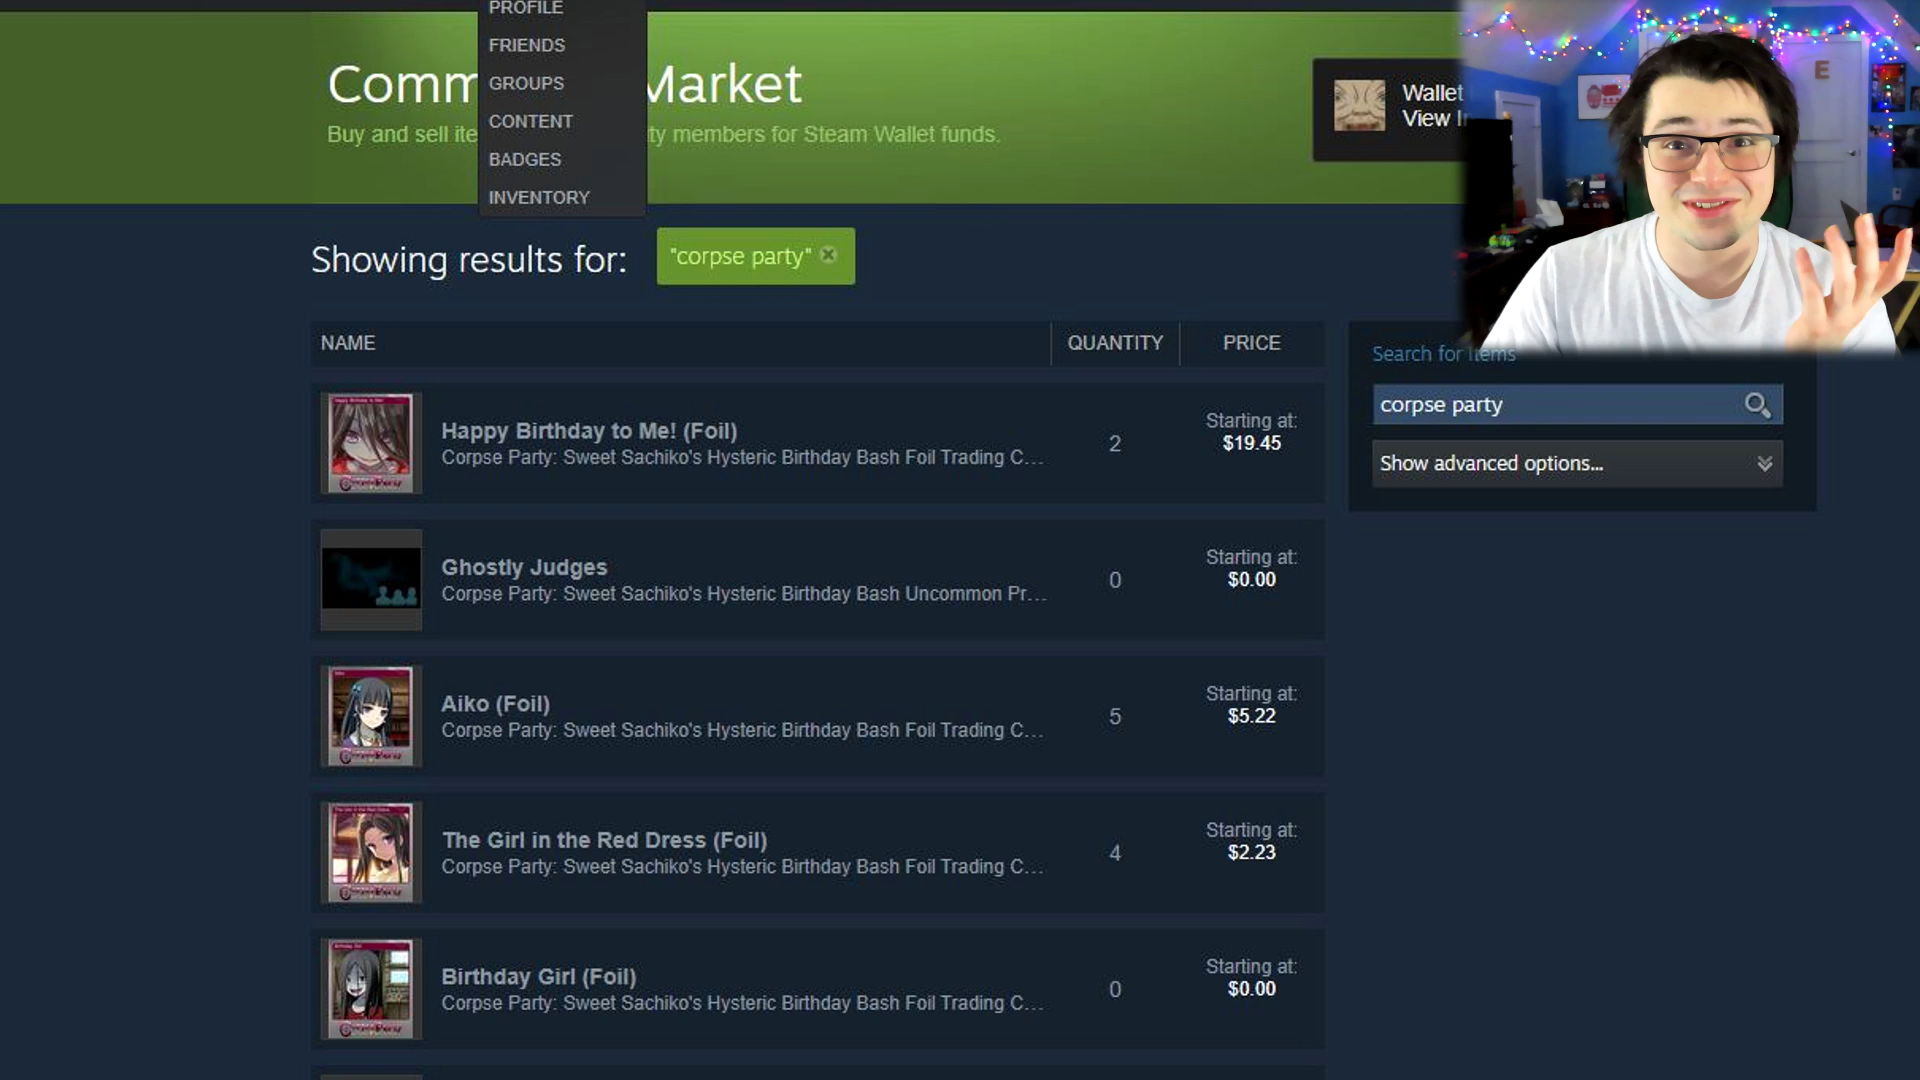 PROFILE
FRIENDS
GROUPS
CONTENT
BADGES
INVENTORY
Comm Market
Buy and sell ite ty members for Steam Wallet funds.
Wallet
View
E
Showing results for: "corpse party"
NAME QUANTITY PRICE
Happy Birthday to Me! (Foil)
Corpse Party: Sweet Sachiko's Hysteric Birthday Bash Foil Trading C...
2
Starting at:
$19.45
Ghostly Judges
Corpse Party: Sweet Sachiko's Hysteric Birthday Bash Uncommon Pr...
0
Starting at:
$0.00
Aiko (Foil)
Corpse Party: Sweet Sachiko's Hysteric Birthday Bash Foil Trading C...
5
Starting at:
$5.22
The Girl in the Red Dress (Foil)
Corpse Party: Sweet Sachiko's Hysteric Birthday Bash Foil Trading C...
4
Starting at:
$2.23
Birthday Girl (Foil)
Corpse Party: Sweet Sachiko's Hysteric Birthday Bash Foil Trading C...
0
Starting at:
$0.00
Search for Items
corpse party
Show advanced options...